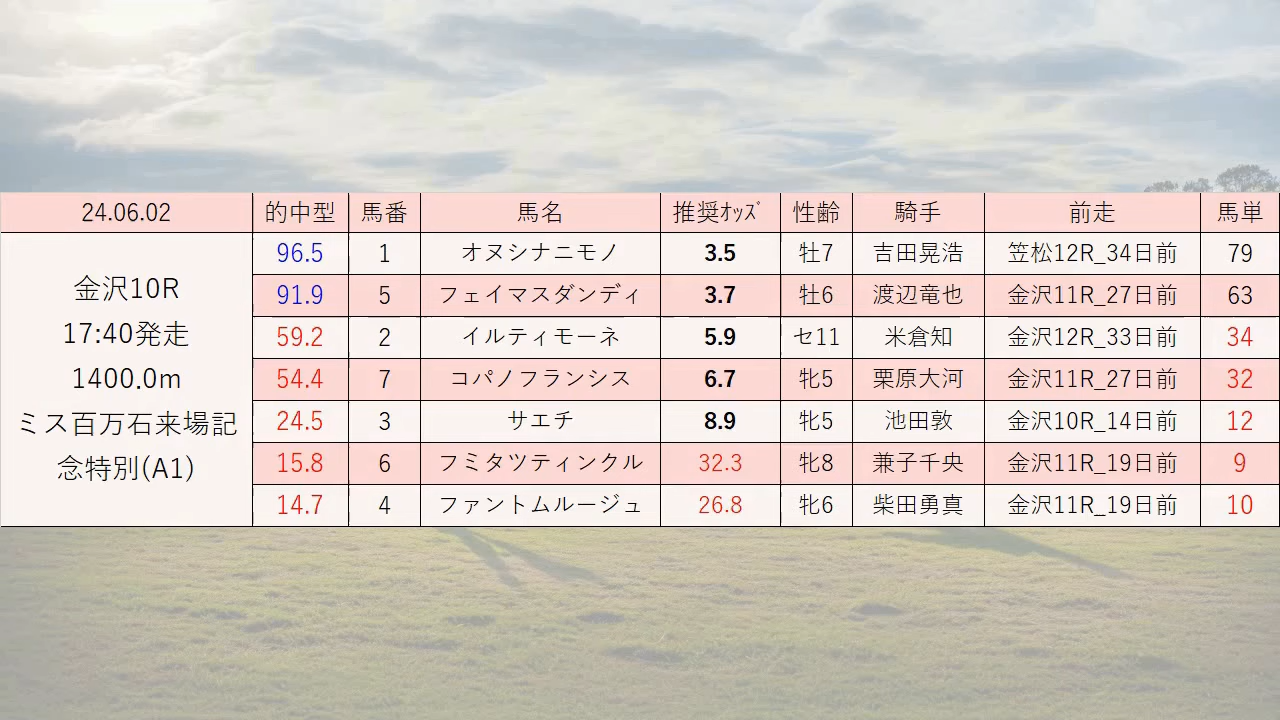 24.06.02 的中型 馬番 馬名 推奨ｵｯｽﾞ 性齢 騎手 前走 馬単
金沢10R
17:40発走
1400.0m
ミス百万石来場記
念特別(A1)
96.5 1 オヌシナニモノ 3.5 牡7 吉田晃浩 笠松12R_34日前 79
91.9 5 フェイマスダンディ 3.7 牡6 渡辺竜也 金沢11R_27日前 63
59.2 2 イルティモーネ 5.9 セ11 米倉知 金沢12R_33日前 34
54.4 7 コパノフランシス 6.7 牝5 栗原大河 金沢11R_27日前 32
24.5 3 サエチ 8.9 牝5 池田敦 金沢10R_14日前 12
15.8 6 フミタツティンクル 32.3 牝8 兼子千央 金沢11R_19日前 9
14.7 4 ファントムルージュ 26.8 牝6 柴田勇真 金沢11R_19日前 10